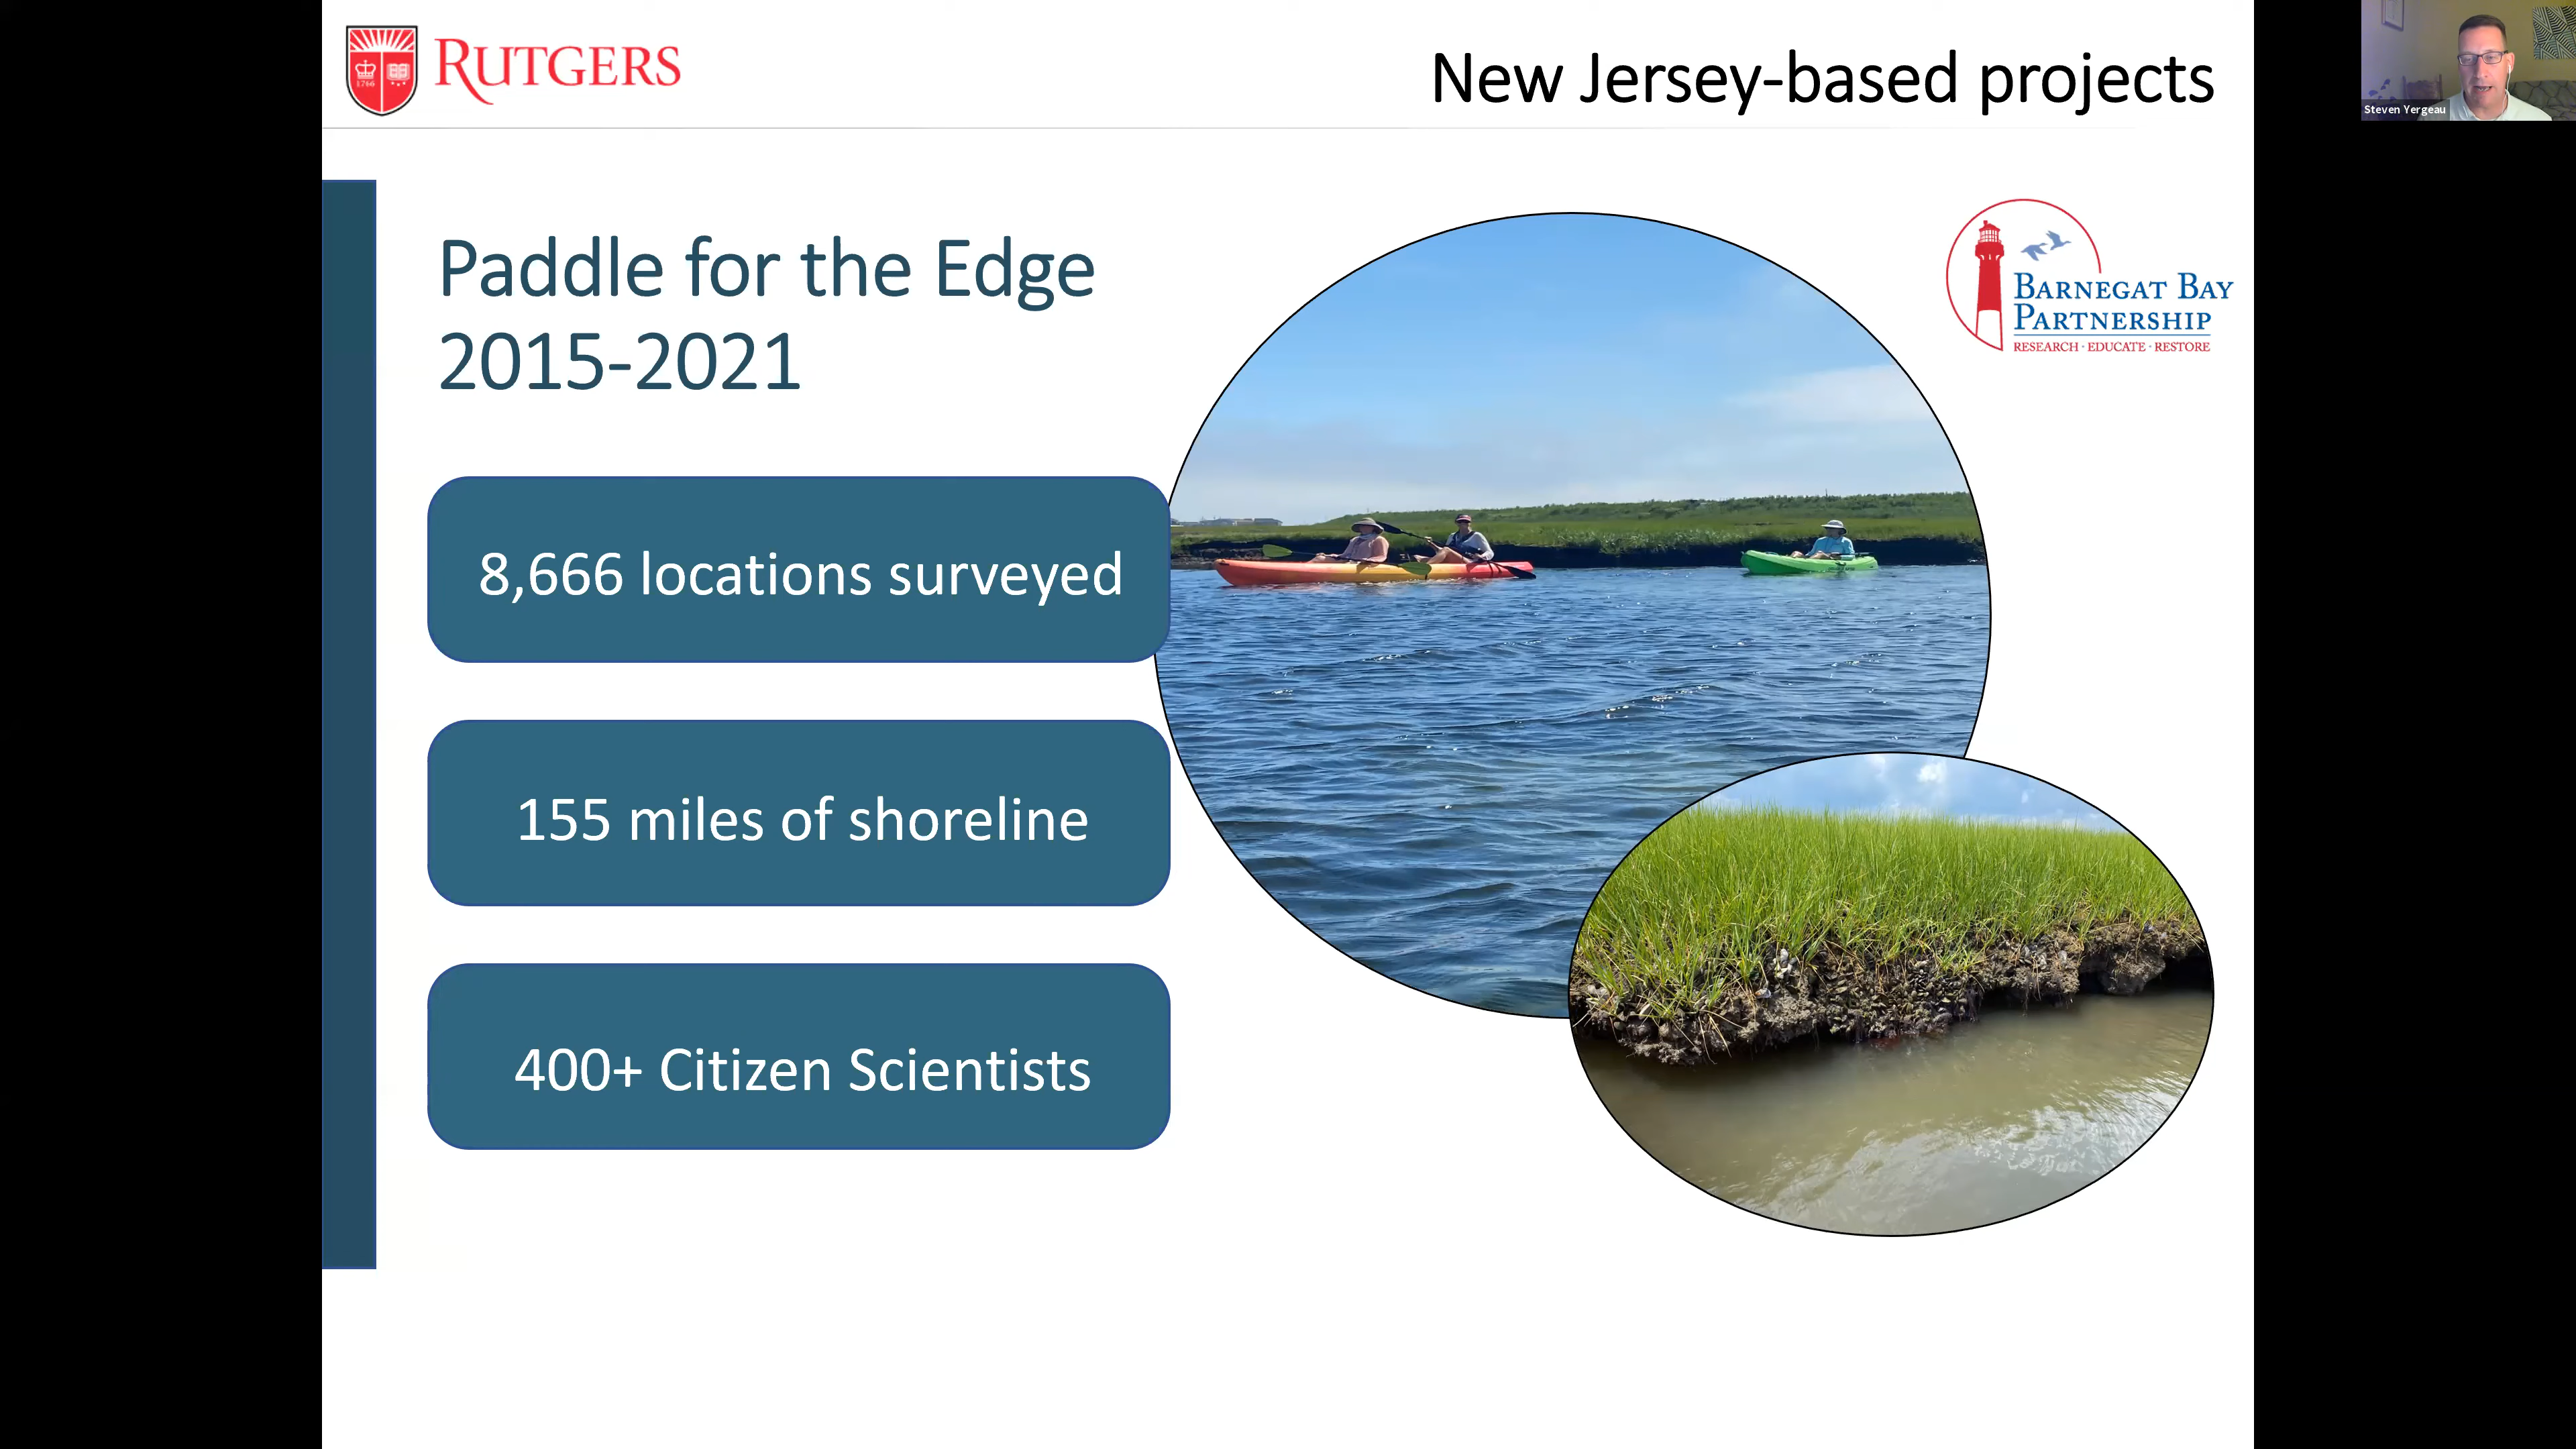 1766
RUTGERS
New Jersey-based projects
Steven Yergeau
Paddle for the Edge
2015-2021
BARNEGAT BAY
PARTNERSHIP
RESEARCH · EDUCATE · RESTORE
8,666 locations surveyed
155 miles of shoreline
400+ Citizen Scientists